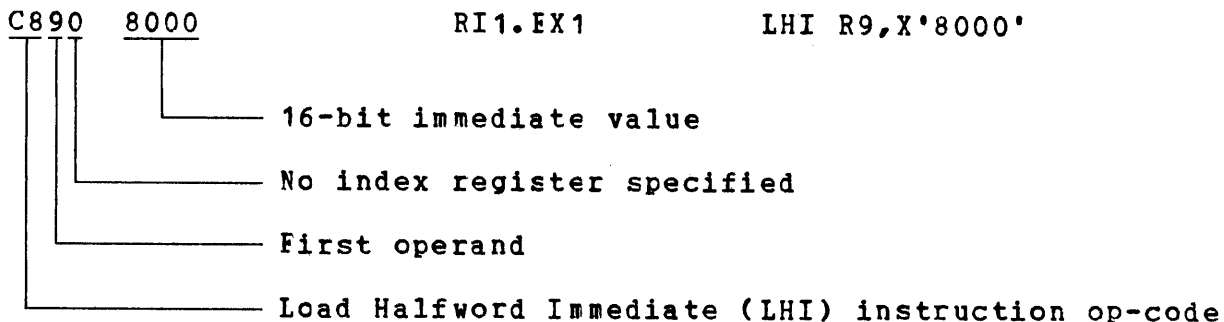 C890 8000 RI1.EX1 LHI R9,X'8000'
16-bit immediate value
No index register specified
First operand
Load Halfword Immediate (LHI) instruction op-code